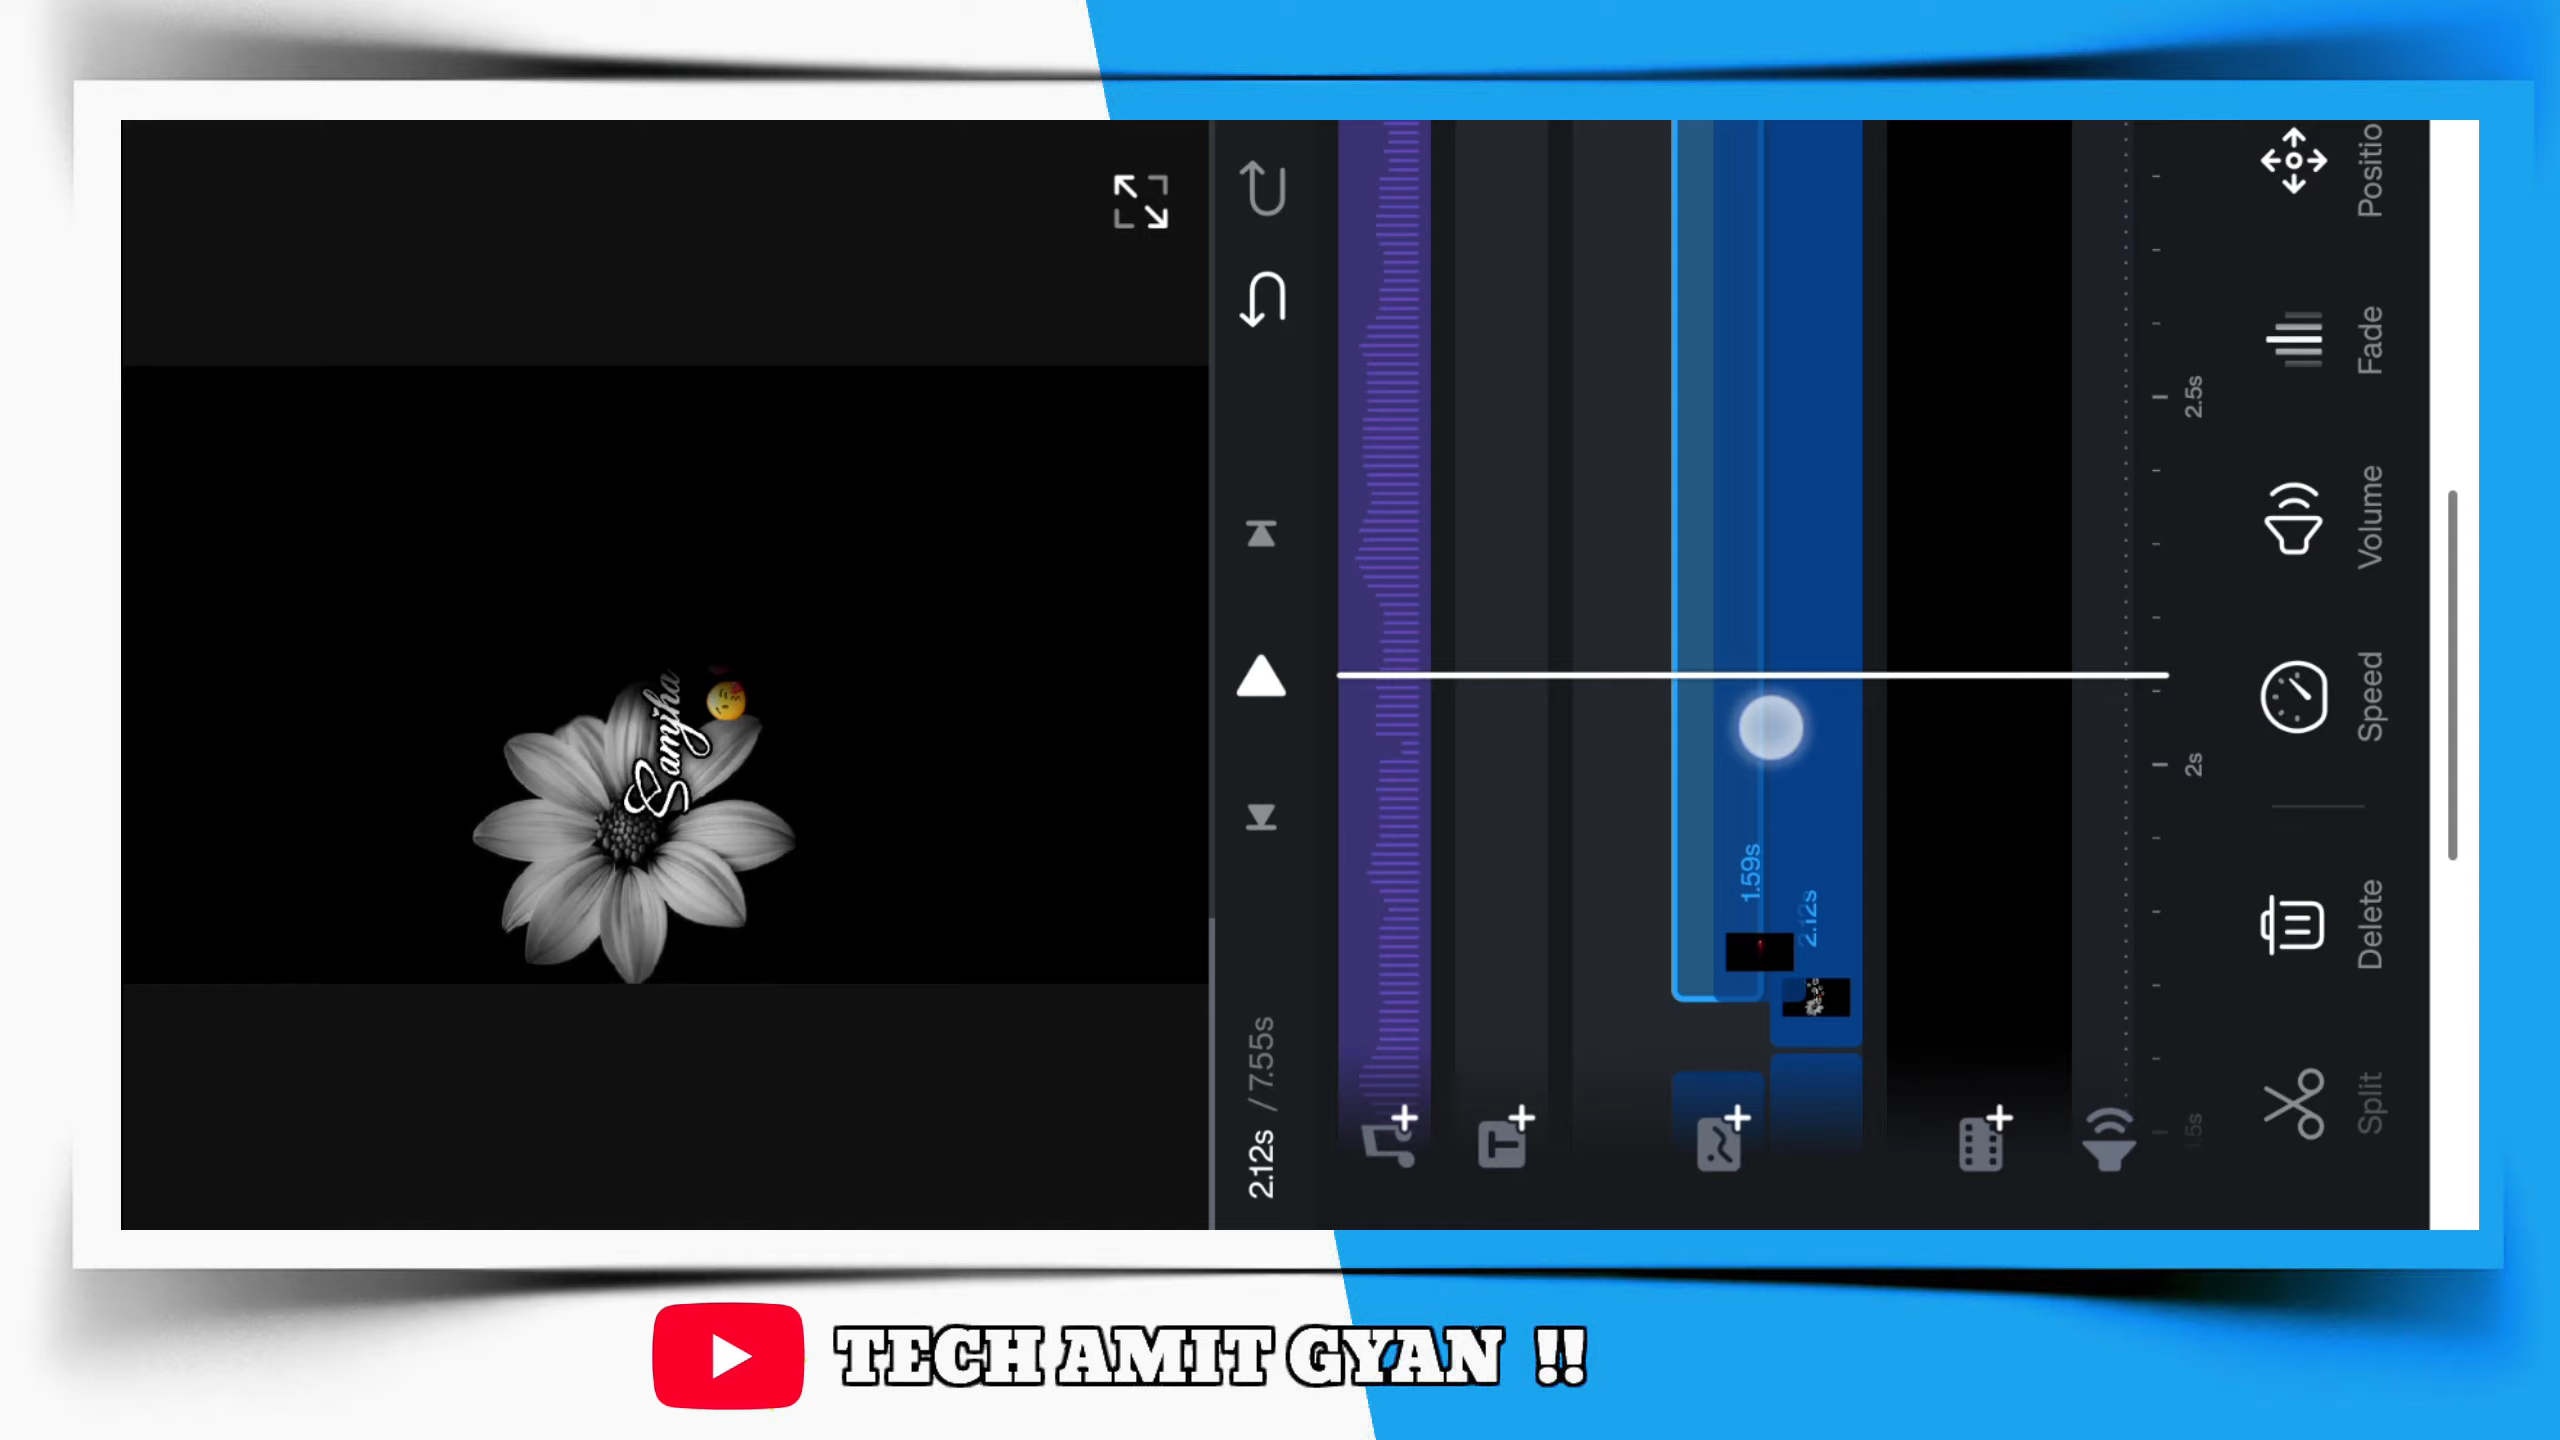 Samjha
2.12s / 7.55s
1.59s
2.12s
2.5s
2s
Positio
Fade
Volume
Speed
Delete
Split
TECH AMIT GYAN !!